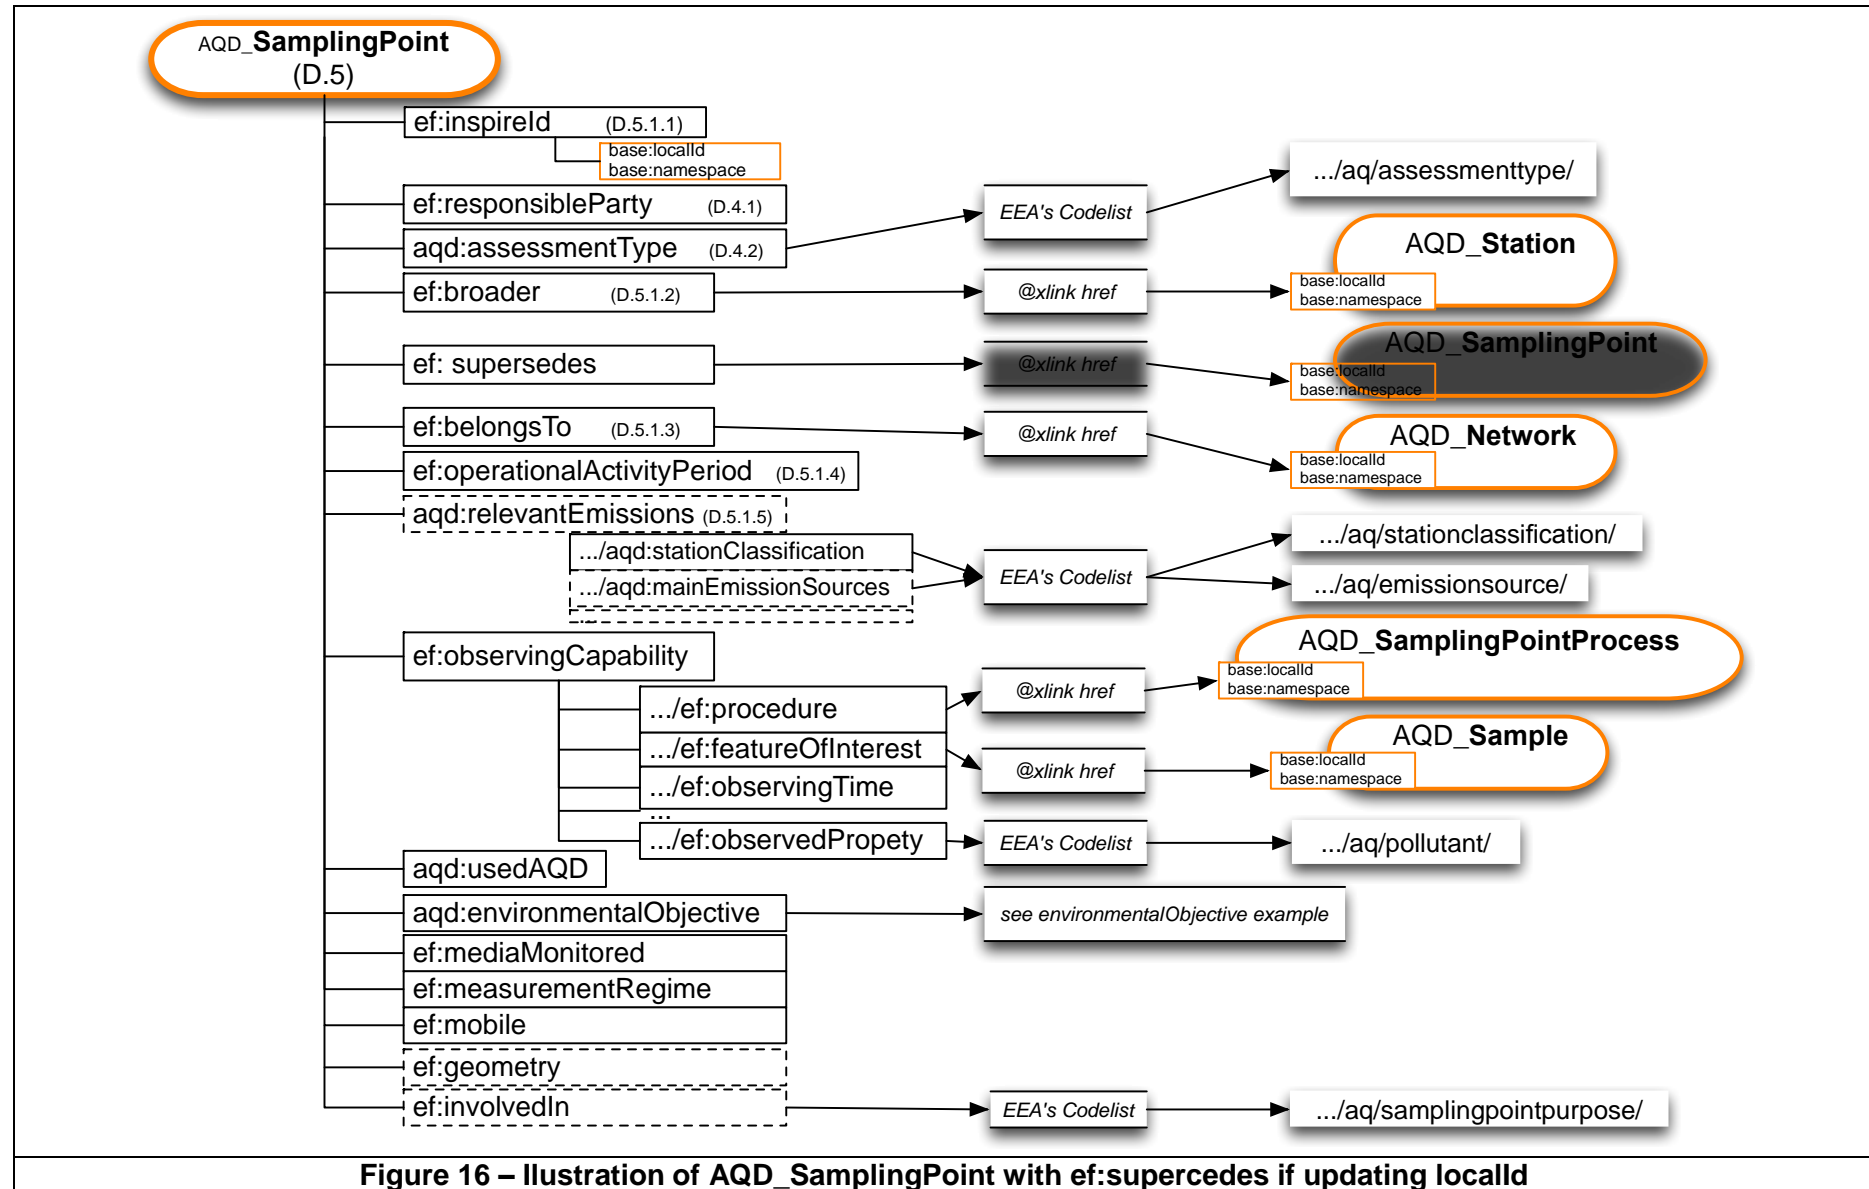 AQD_SamplingPoint
(D.5)
ef:inspireId (D.5.1.1)
base:localId
base:namespace
.../aq/assessmenttype/
ef:responsibleParty (D.4.1)
EEA's Codelist
aqd:assessmentType (D.4.2)
AQD_Station
ef:broader (D.5.1.2)
@xlink href
base:localId
base:namespace
ef: supersedes
@xlink href
AQD_SamplingPoint
base:localId
base:namespace
ef:belongsTo (D.5.1.3)
@xlink href
AQD_Network
base:localId
base:namespace
ef:operationalActivityPeriod (D.5.1.4)
aqd:relevantEmissions (D.5.1.5)
.../aqd:stationClassification
.../aqd:mainEmissionSources
...
EEA's Codelist
.../aq/stationclassification/
.../aq/emissionsource/
ef:observingCapability
AQD_SamplingPointProcess
base:localId
base:namespace
.../ef:procedure
@xlink href
.../ef:featureOfInterest
@xlink href
AQD_Sample
base:localId
base:namespace
.../ef:observingTime
...
.../ef:observedPropety
EEA's Codelist
.../aq/pollutant/
aqd:usedAQD
aqd:environmentalObjective
see environmentalObjective example
ef:mediaMonitored
ef:measurementRegime
ef:mobile
ef:geometry
ef:involvedIn
EEA's Codelist
.../aq/samplingpointpurpose/
Figure 16 – Ilustration of AQD_SamplingPoint with ef:supercedes if updating localId